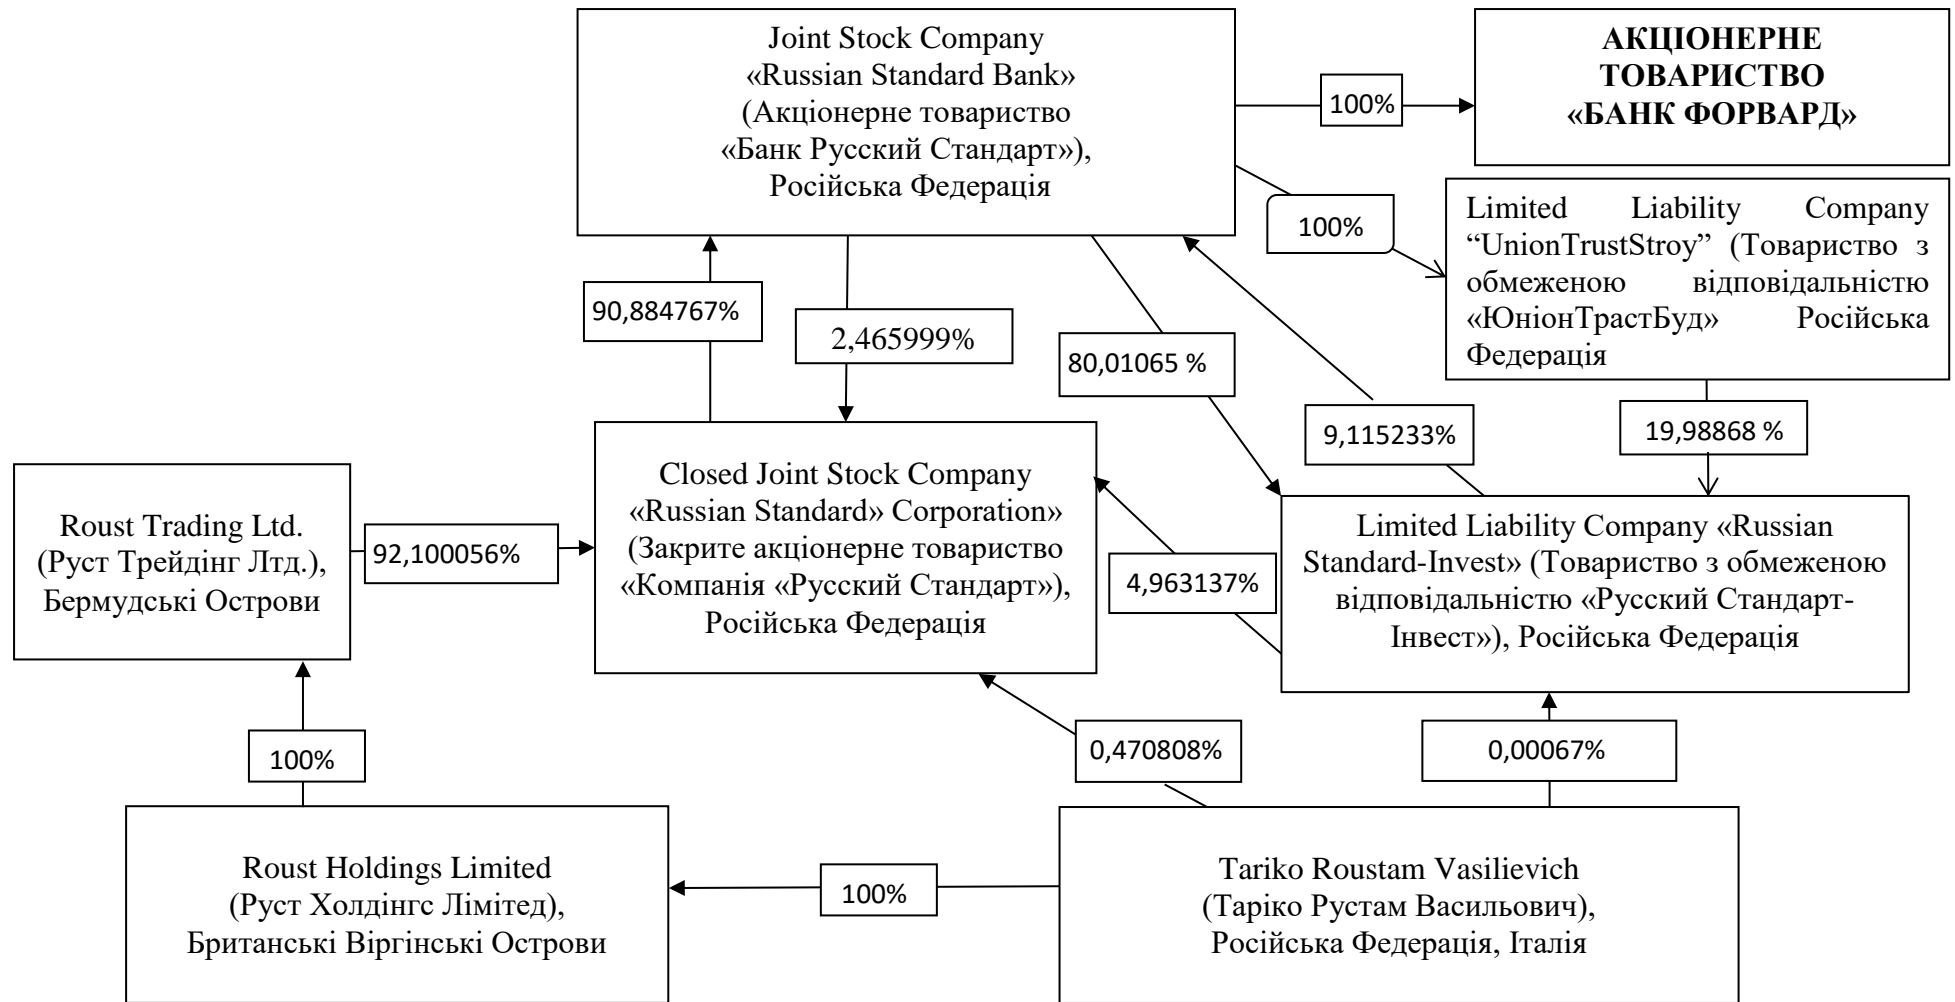 Joint Stock Company
«Russian Standard Bank»
(Акціонерне товариство
«Банк Русский Стандарт»),
Російська Федерація
100%
АКЦІОНЕРНЕ
ТОВАРИСТВО
«БАНК ФОРВАРД»
100%
Limited Liability Company
“UnionTrustStroy” (Товариство з
обмеженою відповідальністю
«ЮніонТрастБуд» Російська
Федерація
90,884767%
2,465999%
80,01065 %
9,115233%
19,98868 %
Roust Trading Ltd.
(Руст Трейдінг Лтд.),
Бермудські Острови
92,100056%
Closed Joint Stock Company
«Russian Standard» Corporation»
(Закрите акціонерне товариство
«Компанія «Русский Стандарт»),
Російська Федерація
4,963137%
Limited Liability Company «Russian
Standard-Invest» (Товариство з обмеженою
відповідальністю «Русский Стандарт-
Інвест»), Російська Федерація
100%
0,470808%
0,00067%
Roust Holdings Limited
(Руст Холдінгс Лімітед),
Британські Віргінські Острови
100%
Tariko Roustam Vasilievich
(Таріко Рустам Васильович),
Російська Федерація, Італія